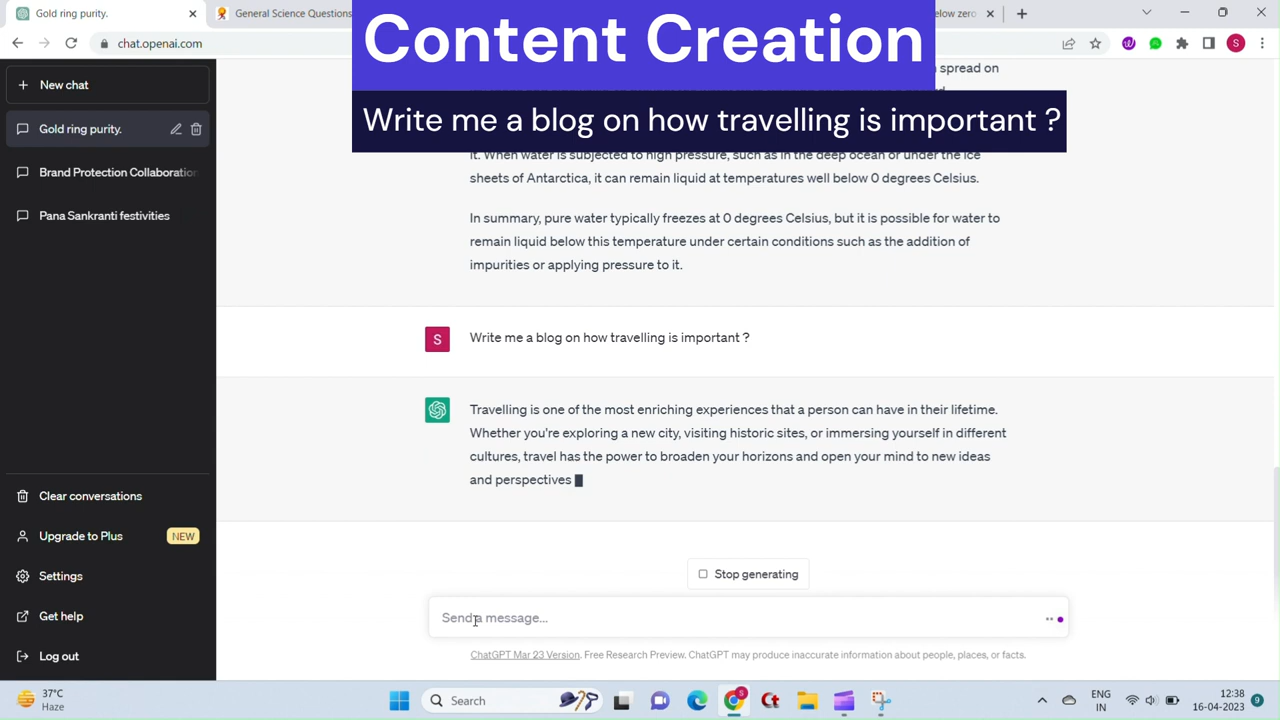 Gold ring purity.
General Science Questions
below zero
chat.openai.com
S
Content Creation
Write me a blog on how travelling is important ?
New chat
Gold ring purity.
Brand Protection Collaboration
Pana Sankranti festivities
spread on
it. When water is subjected to high pressure, such as in the deep ocean or under the ice
sheets of Antarctica, it can remain liquid at temperatures well below 0 degrees Celsius.
In summary, pure water typically freezes at 0 degrees Celsius, but it is possible for water to
remain liquid below this temperature under certain conditions such as the addition of
impurities or applying pressure to it.
S
Write me a blog on how travelling is important ?
Travelling is one of the most enriching experiences that a person can have in their lifetime.
Whether you're exploring a new city, visiting historic sites, or immersing yourself in different
cultures, travel has the power to broaden your horizons and open your mind to new ideas
and perspectives
Clear conversations
Upgrade to Plus NEW
Settings
Get help
Log out
Stop generating
Send a message...
ChatGPT Mar 23 Version. Free Research Preview. ChatGPT may produce inaccurate information about people, places, or facts.
37°C
Haze
Search
ENG
IN
12:38
16-04-2023
9